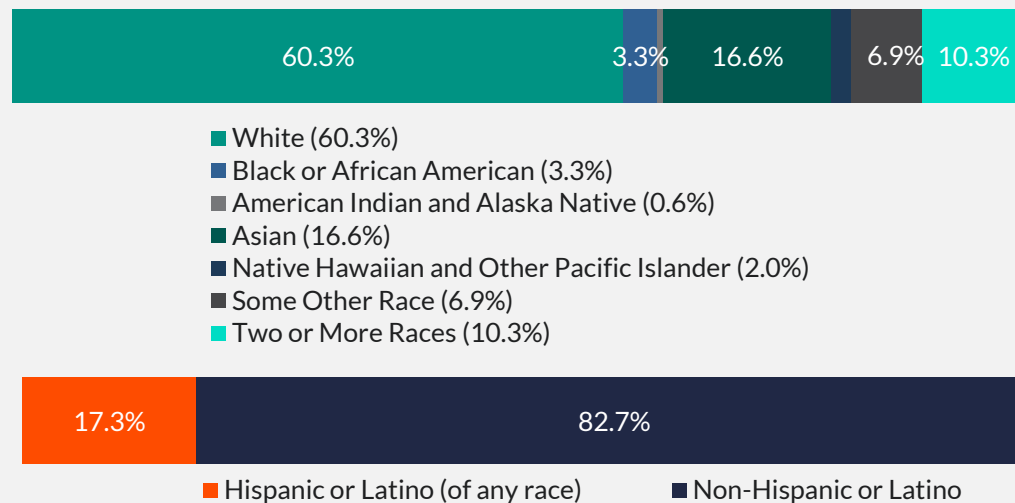 60.3% 3.3% 16.6% 6.9% 10.3%
White (60.3%)
Black or African American (3.3%)
American Indian and Alaska Native (0.6%)
Asian (16.6%)
Native Hawaiian and Other Pacific Islander (2.0%)
Some Other Race (6.9%)
Two or More Races (10.3%)
17.3% 82.7%
Hispanic or Latino (of any race) Non-Hispanic or Latino